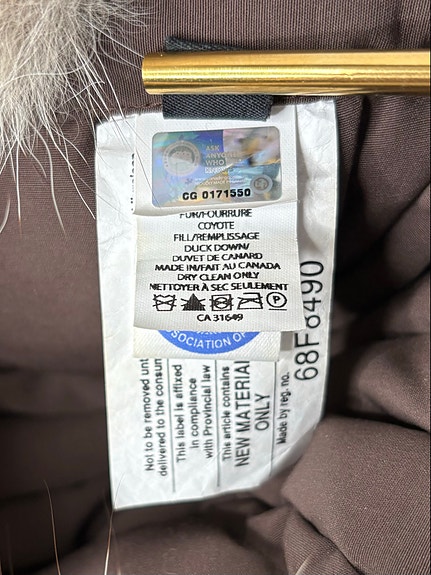 ASK
ANYONE
WHO
CG 0171550
FUR/FOURRURE
COYOTE
FILL/REMPLISSAGE
DUCK DOWN/
DUVET DE CANARD
MADE IN/FAIT AU CANADA
DRY CLEAN ONLY
NETTOYER À SEC SEULEMENT
P
CA 31649
SOCIATION OF
Not to be removed unt
delivered to the consun
This label is affixed
in compliance
with Provincial law
This article contains
NEW MATERIAL
ONLY
Made by reg. no.
68F8490